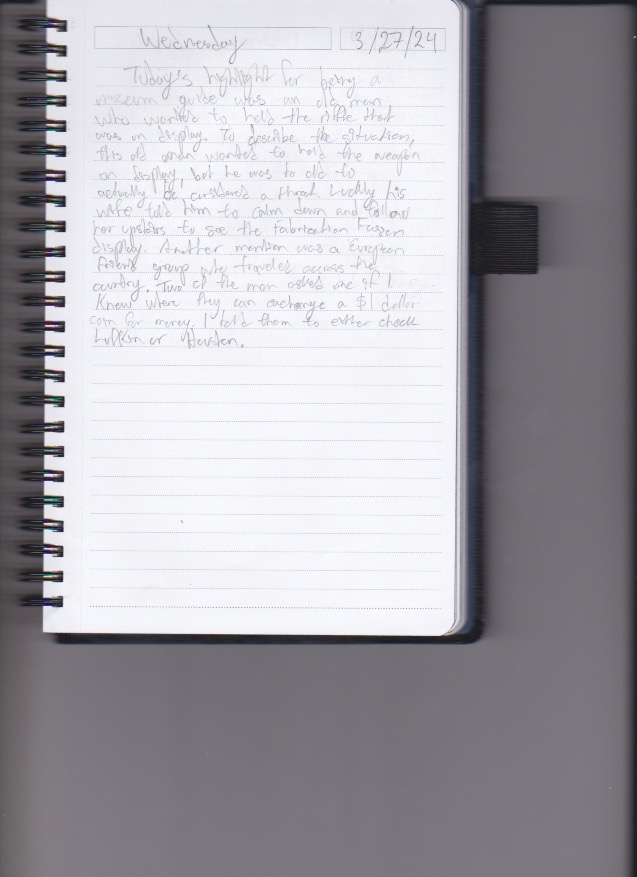 Wednesday 3/27/24
Today's highlight for being a
museum guide was an old man
who wanted to hold the rifle that
was on display. To describe the situation,
this old man wanted to hold the weapon
on display, but he was to old to
actually be considered a threat. Luckly his
wife told him to calm down and follow
her upstairs to see the fabrication
display. Another mention was a European
friend group who traveled across the
country. Two of the men asked me if I
knew where they can exchange a $1 dollar
coin for money. I told them to either check
Lufkin or Houston.